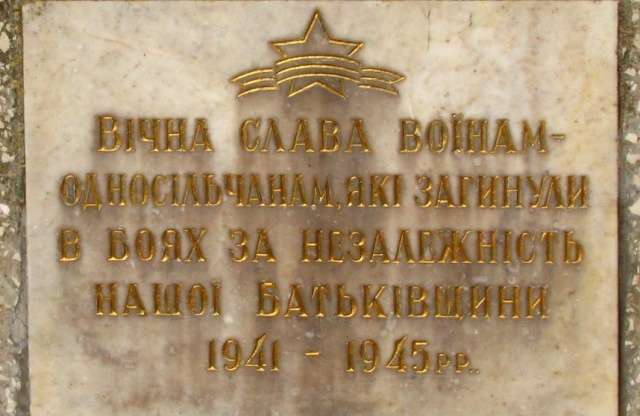 Вічна слава воїнам-
односільчанам, які загинули
в боях за незалежність
нашої Батьківщини
1941 - 1945 рр..